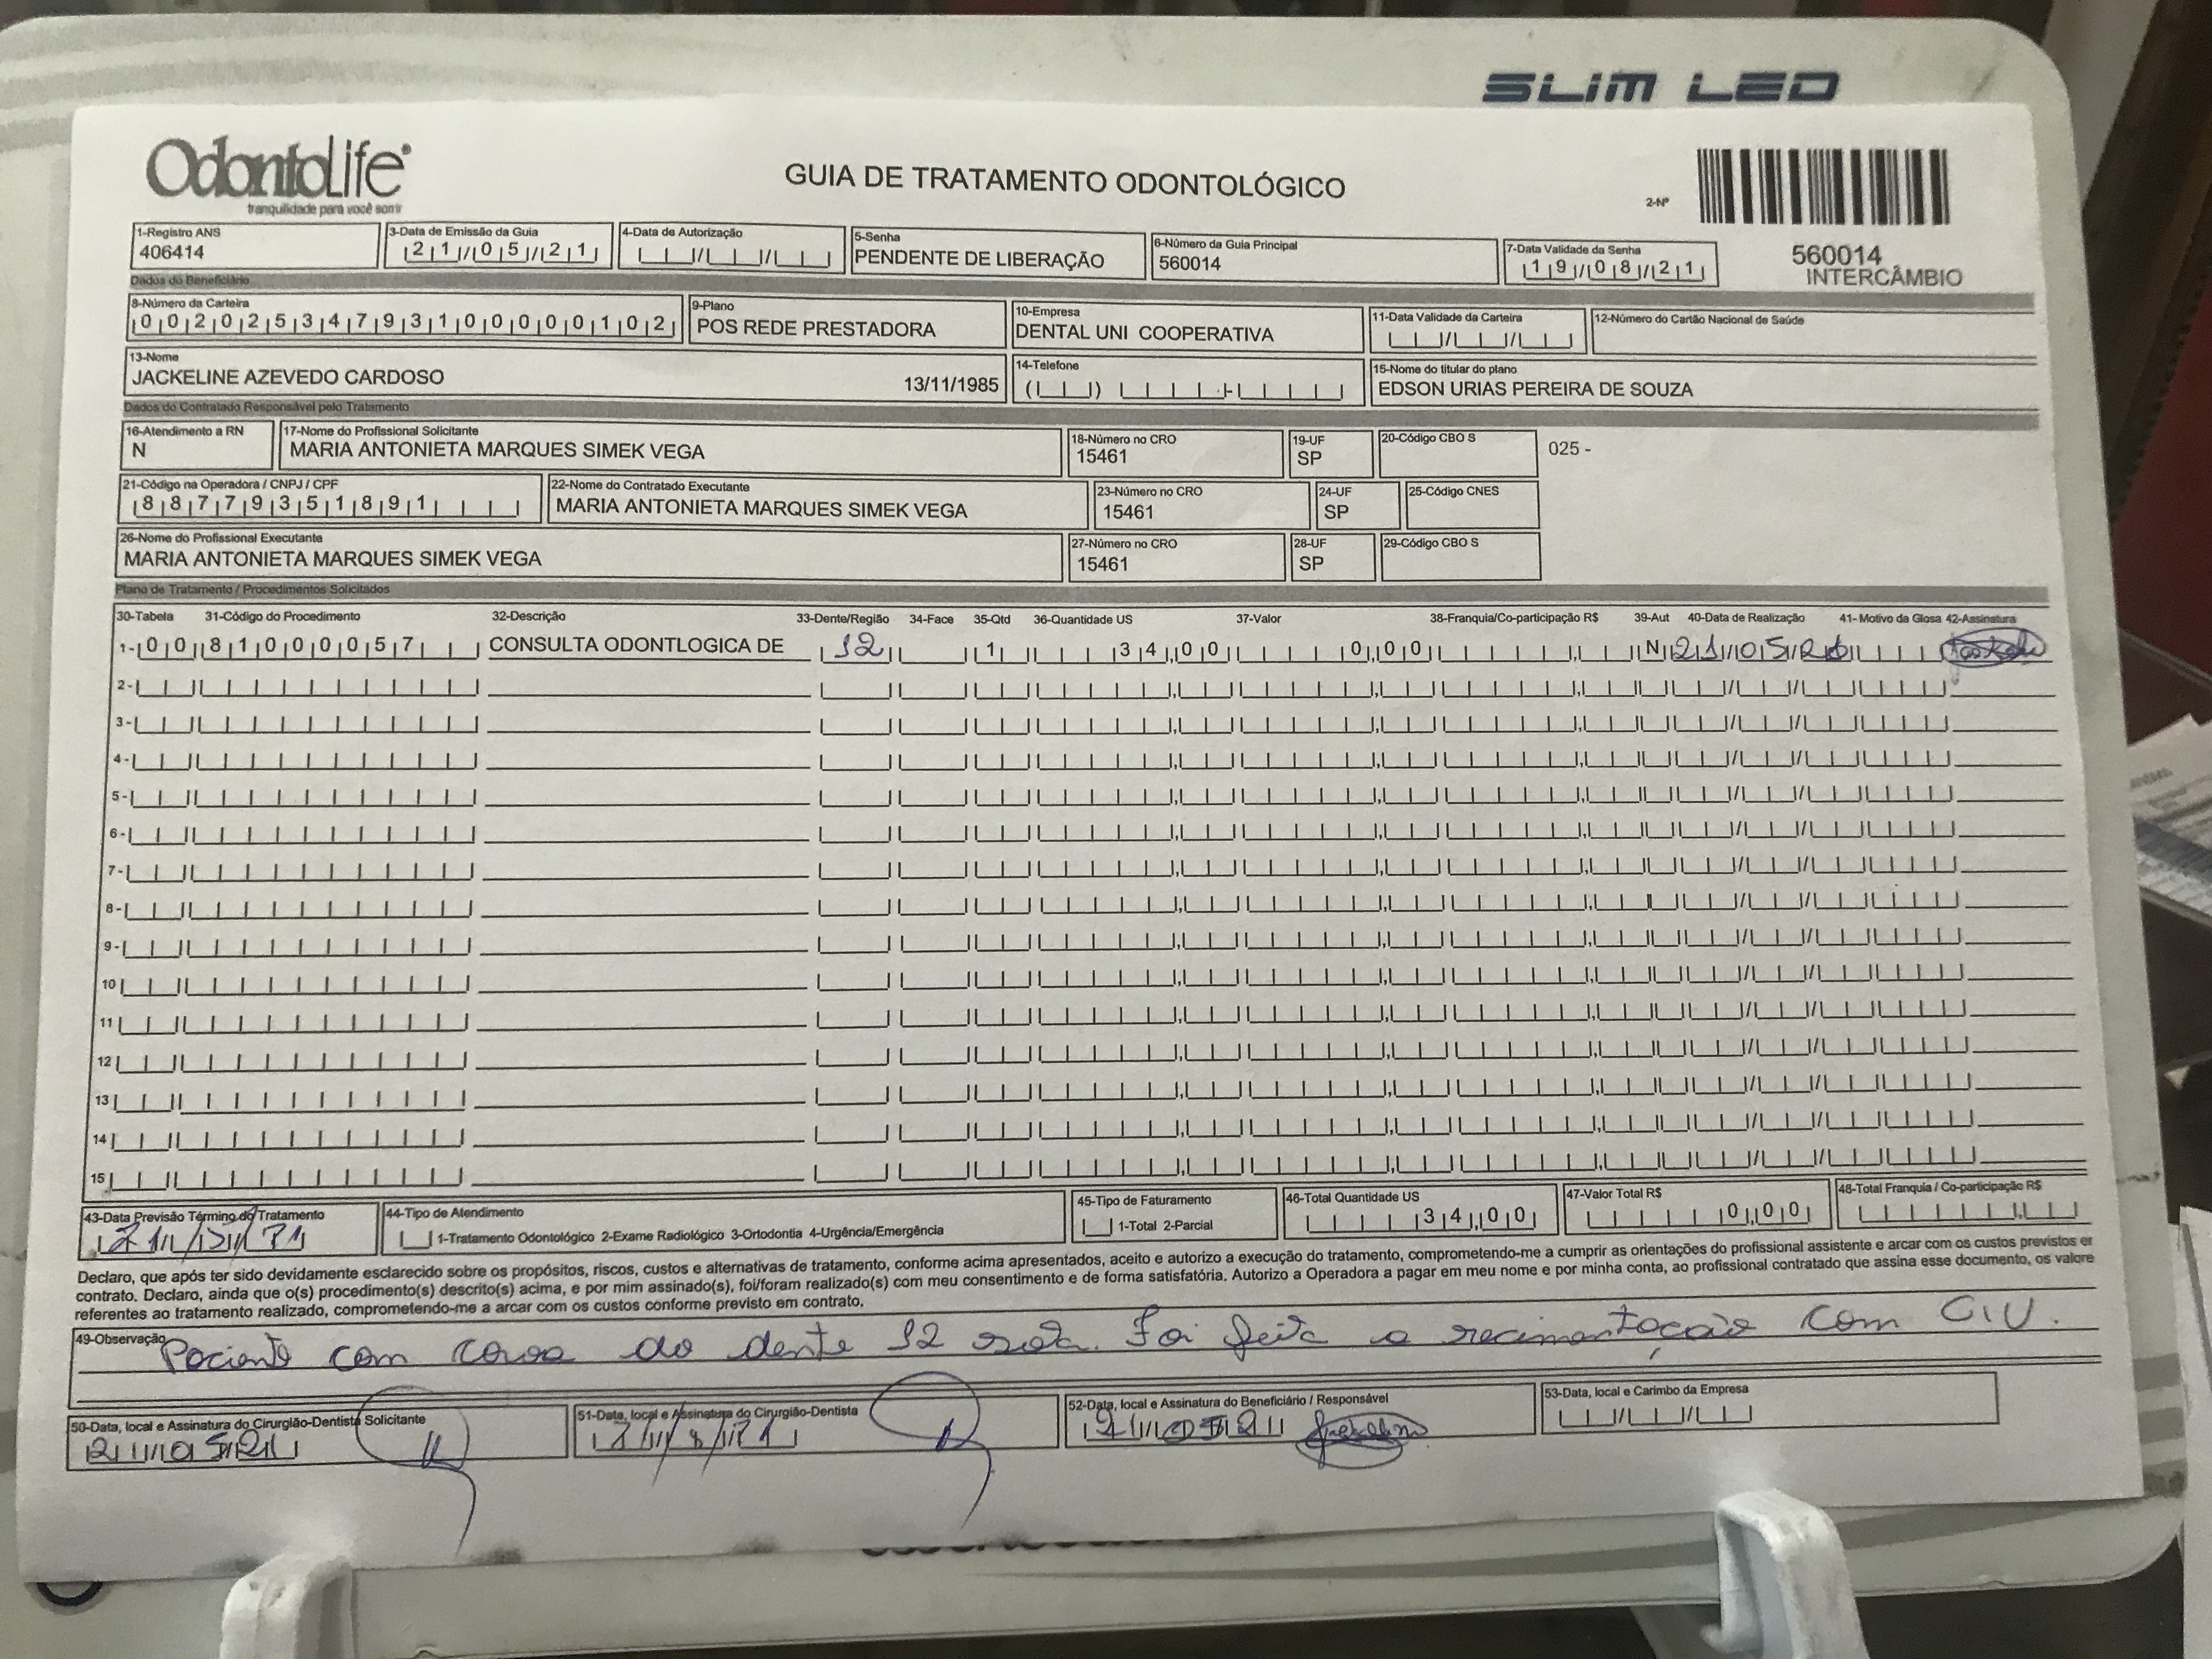 SLIM LED
OdontoLife®
tranquilidade para você sorrir
GUIA DE TRATAMENTO ODONTOLÓGICO
2-Nº
560014
INTERCÂMBIO
1-Registro ANS
406414
3-Data de Emissão da Guia
21/05/21
4-Data de Autorização
5-Senha
PENDENTE DE LIBERAÇÃO
6-Número da Guia Principal
560014
7-Data Validade da Senha
19/08/21
Dados do Beneficiário
8-Número da Carteira
00202534793100000102
9-Plano
POS REDE PRESTADORA
10-Empresa
DENTAL UNI COOPERATIVA
11-Data Validade da Carteira
12-Número do Cartão Nacional de Saúde
13-Nome
JACKELINE AZEVEDO CARDOSO 13/11/1985
14-Telefone
15-Nome do titular do plano
EDSON URIAS PEREIRA DE SOUZA
Dados do Contratado Responsável pelo Tratamento
16-Atendimento a RN
N
17-Nome do Profissional Solicitante
MARIA ANTONIETA MARQUES SIMEK VEGA
18-Número no CRO
15461
19-UF
SP
20-Código CBO S
025 -
21-Código na Operadora / CNPJ / CPF
88779351891
22-Nome do Contratado Executante
MARIA ANTONIETA MARQUES SIMEK VEGA
23-Número no CRO
15461
24-UF
SP
25-Código CNES
26-Nome do Profissional Executante
MARIA ANTONIETA MARQUES SIMEK VEGA
27-Número no CRO
15461
28-UF
SP
29-Código CBO S
Plano de Tratamento / Procedimentos Solicitados
30-Tabela 31-Código do Procedimento 32-Descrição 33-Dente/Região 34-Face 35-Qtd 36-Quantidade US 37-Valor 38-Franquia/Co-participação R$ 39-Aut 40-Data de Realização 41- Motivo da Glosa 42-Assinatura
1- 00 81000057 CONSULTA ODONTLOGICA DE 12 1 34,00 0,00 N 21/05/21
2-
3-
4-
5-
6-
7-
8-
9-
10
11
12
13
14
15
43-Data Previsão Término do Tratamento
44-Tipo de Atendimento
1-Tratamento Odontológico 2-Exame Radiológico 3-Ortodontia 4-Urgência/Emergência
45-Tipo de Faturamento
1-Total 2-Parcial
46-Total Quantidade US
34,00
47-Valor Total R$
0,00
48-Total Franquia / Co-participação R$
Declaro, que após ter sido devidamente esclarecido sobre os propósitos, riscos, custos e alternativas de tratamento, conforme acima apresentados, aceito e autorizo a execução do tratamento, comprometendo-me a cumprir as orientações do profissional assistente e arcar com os custos previstos er
contrato. Declaro, ainda que o(s) procedimento(s) descrito(s) acima, e por mim assinado(s), foi/foram realizado(s) com meu consentimento e de forma satisfatória. Autorizo a Operadora a pagar em meu nome e por minha conta, ao profissional contratado que assina esse documento, os valore
referentes ao tratamento realizado, comprometendo-me a arcar com os custos conforme previsto em contrato.
49-Observação
Paciente com coroa do dente 12 solta. Foi feita a recimentação com CIV.
50-Data, local e Assinatura do Cirurgião-Dentista Solicitante
21/05/21
51-Data, local e Assinatura do Cirurgião-Dentista
52-Data, local e Assinatura do Beneficiário / Responsável
21/05/21
53-Data, local e Carimbo da Empresa